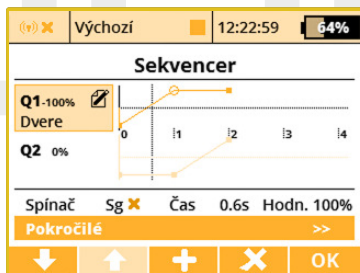 Výchozí 12:22:59 64%
Sekvencer
Q1-100%
Dvere
0 1 2 3 4
Q2 0%
Spínač Sg Čas 0.6s Hodn. 100%
Pokročilé >>
OK